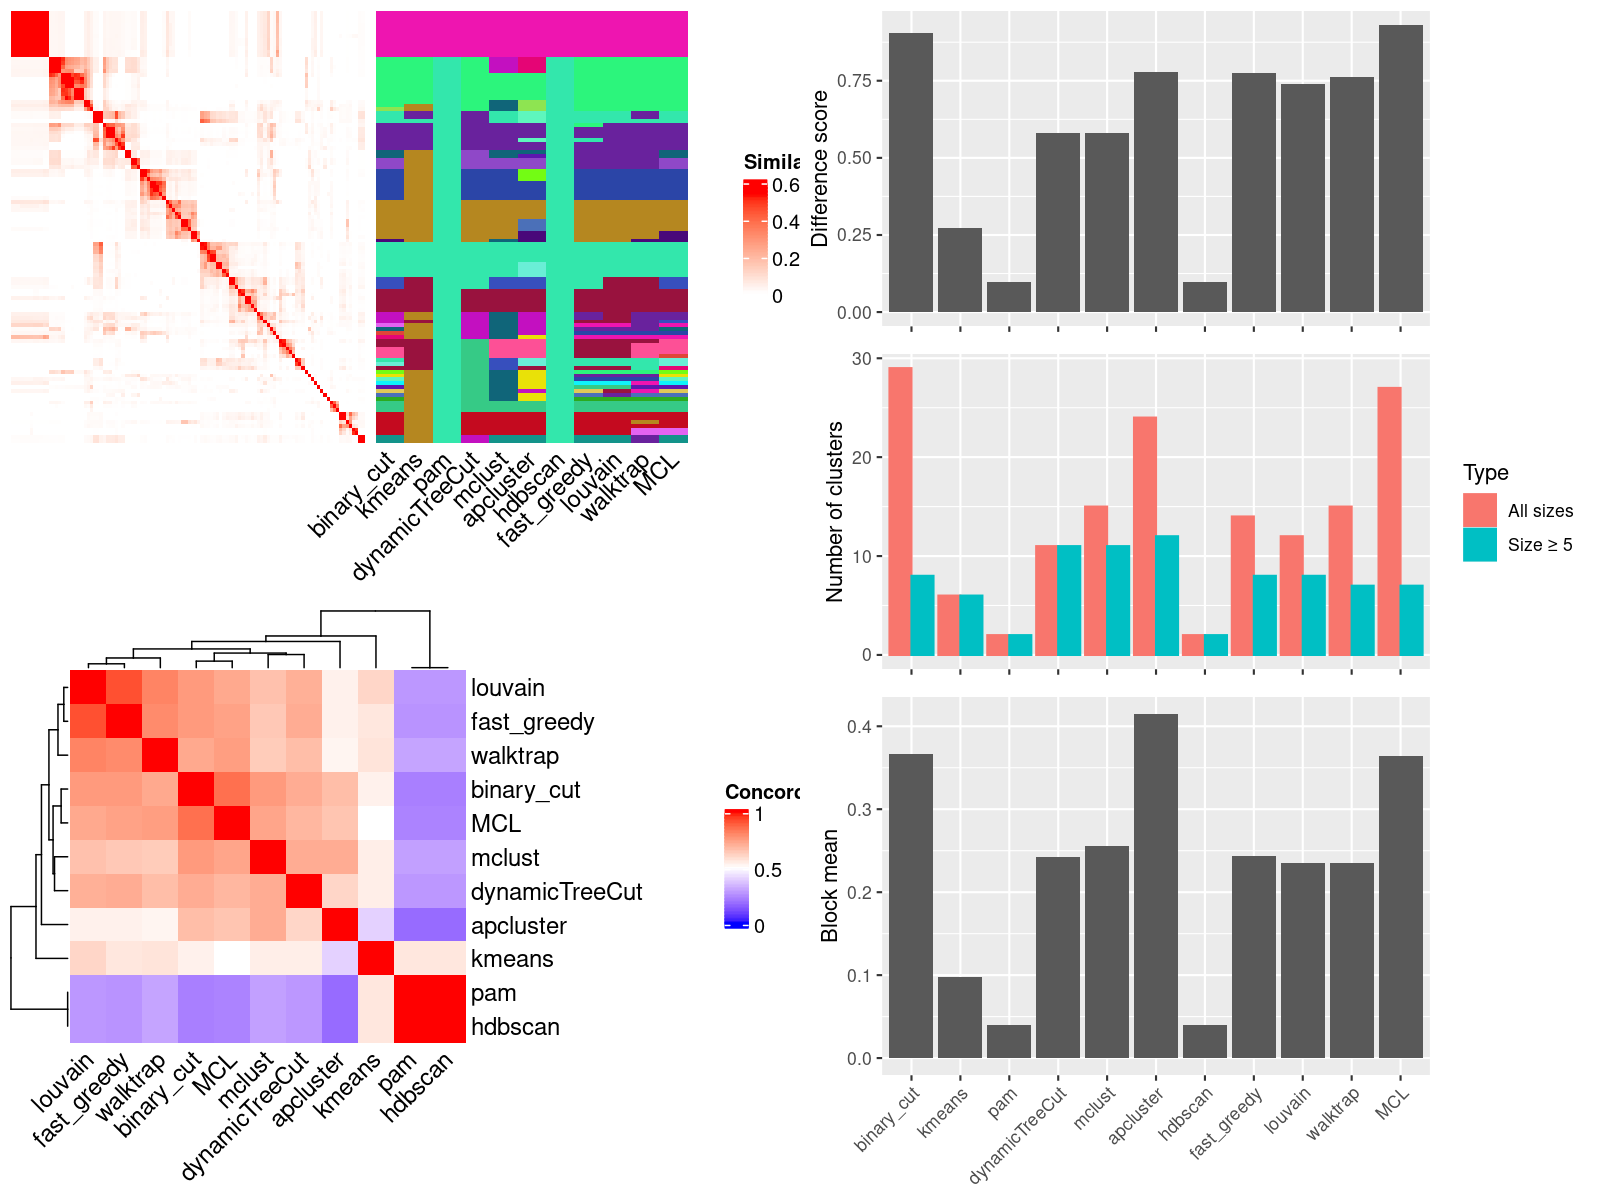 Simila
0.6
0.4
0.2
0
binary_cut
kmeans
pam
dynamicTreeCut
mclust
apcluster
hdbscan
fast_greedy
louvain
walktrap
MCL
Difference score
0.75
0.50
0.25
0.00
Number of clusters
30
20
10
0
Type
All sizes
Size ≥ 5
louvain
fast_greedy
walktrap
binary_cut
MCL
mclust
dynamicTreeCut
apcluster
kmeans
pam
hdbscan
louvain
fast_greedy
walktrap
binary_cut
MCL
mclust
dynamicTreeCut
apcluster
kmeans
pam
hdbscan
Concord
1
0.5
0
Block mean
0.4
0.3
0.2
0.1
0.0
binary_cut
kmeans
pam
dynamicTreeCut
mclust
apcluster
hdbscan
fast_greedy
louvain
walktrap
MCL